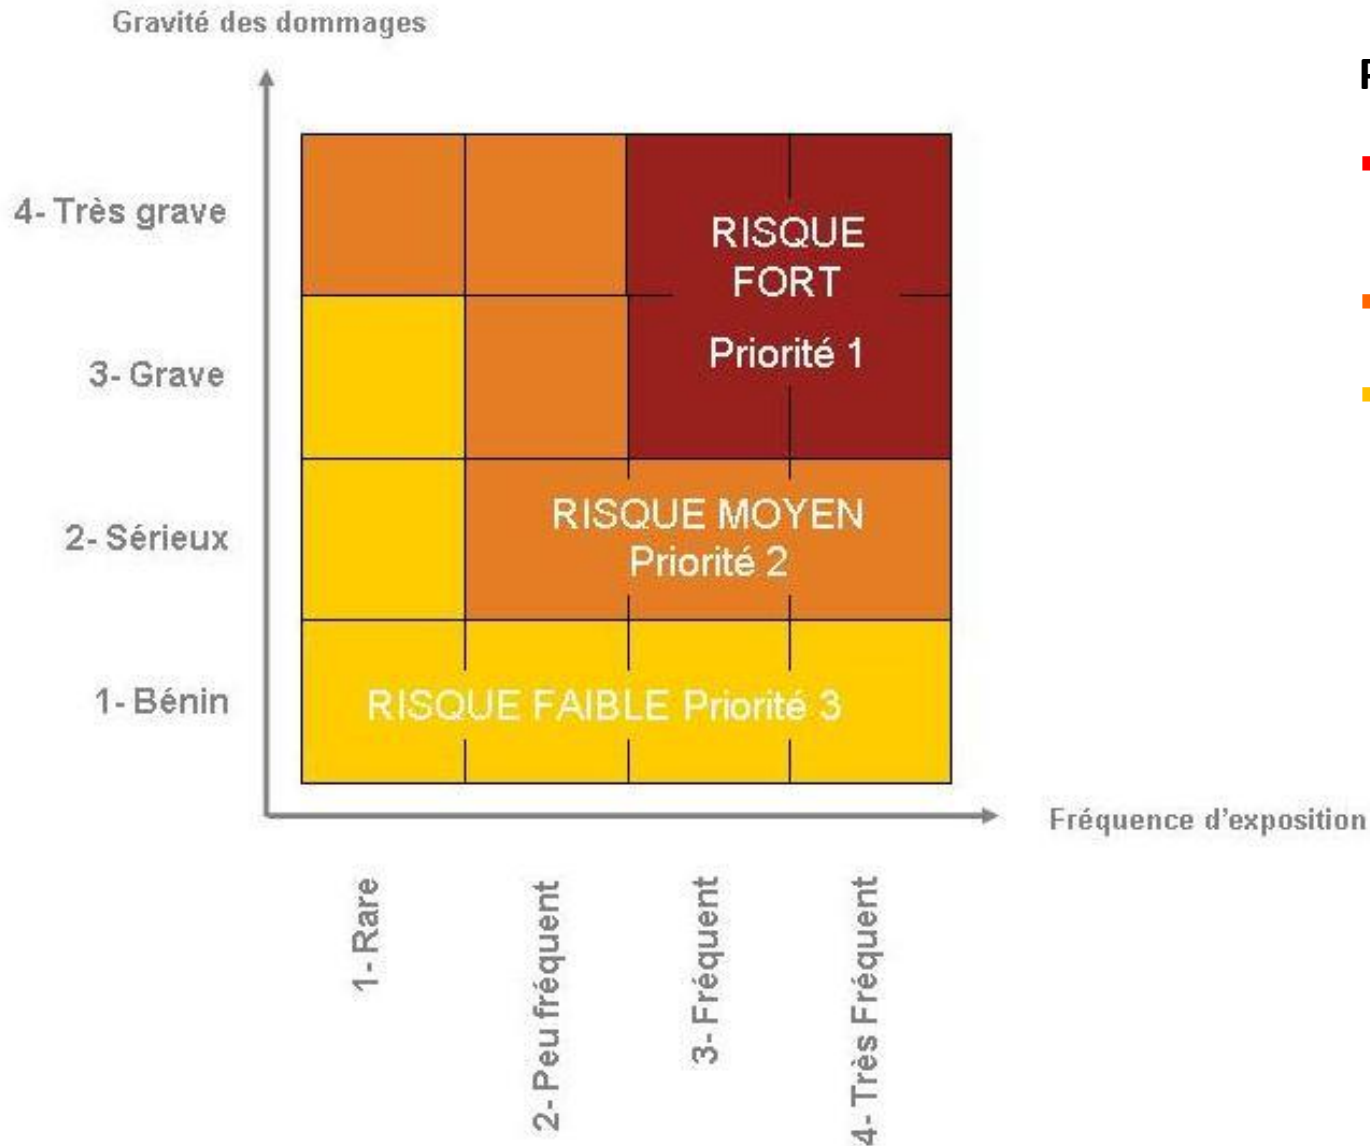 Gravité des dommages
4- Très grave
RISQUE
FORT
Priorité 1
3- Grave
2- Sérieux
RISQUE MOYEN
Priorité 2
1- Bénin
RISQUE FAIBLE Priorité 3
Fréquence d'exposition
1- Rare
2- Peu fréquent
3- Fréquent
4- Très Fréquent